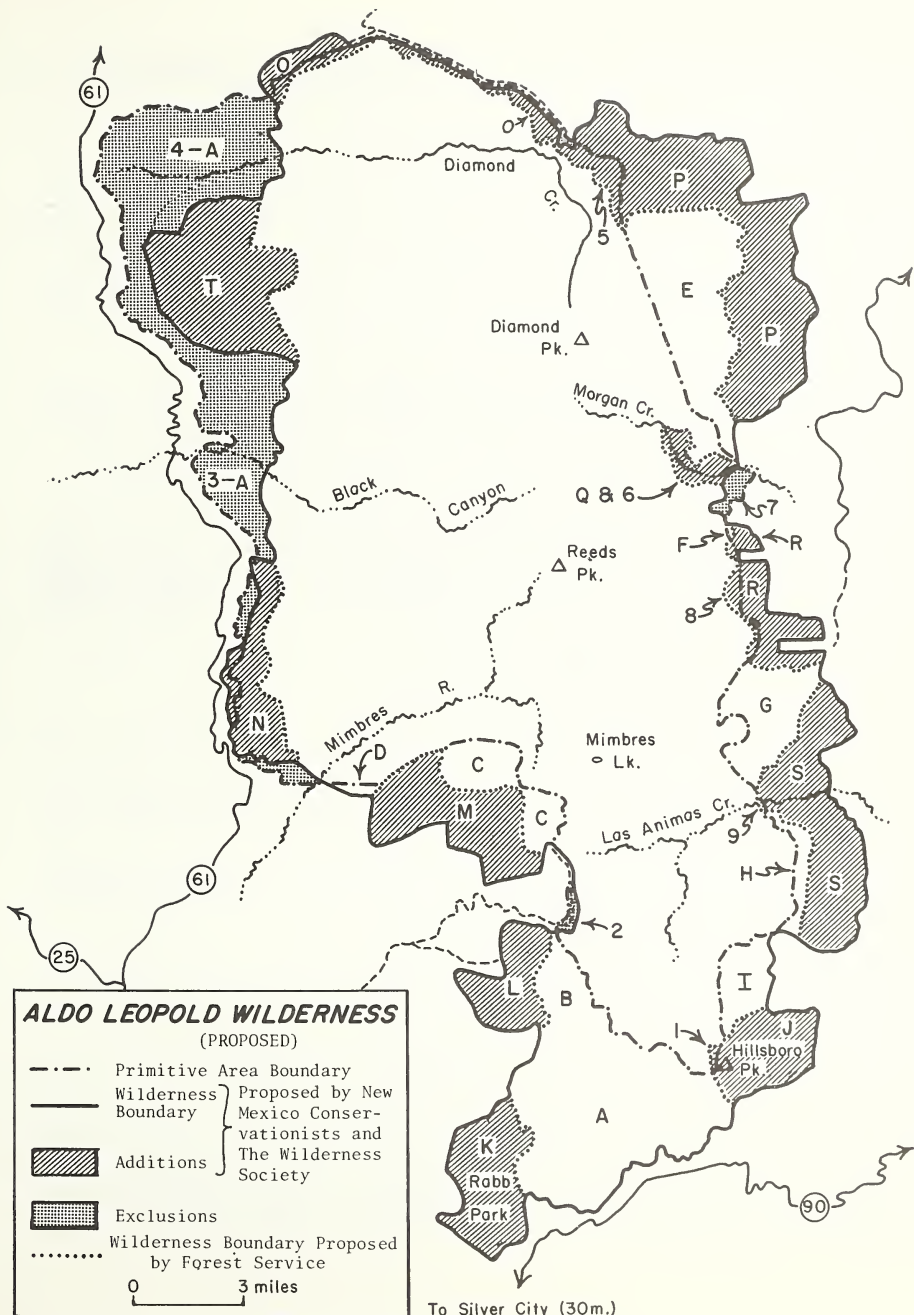 O
61
4-A
O
Diamond
Cr.
P
5
T
E
P
Diamond
Pk.
Morgan Cr.
3-A
Black
Canyon
Q & 6
7
F
R
Reeds
Pk.
R
8
Mimbres
R.
G
N
D
C
Mimbres
Lk.
S
M
C
Las Animas Cr.
9
61
H
S
2
25
L
B
I
J
1
Hillsboro
Pk.
A
K
Rabb
Park
90
To Silver City (30m.)
ALDO LEOPOLD WILDERNESS
(PROPOSED)
Primitive Area Boundary
Wilderness
Boundary
Proposed by New
Mexico Conser-
vationists and
The Wilderness
Society
Additions
Exclusions
Wilderness Boundary Proposed
by Forest Service
0 3 miles